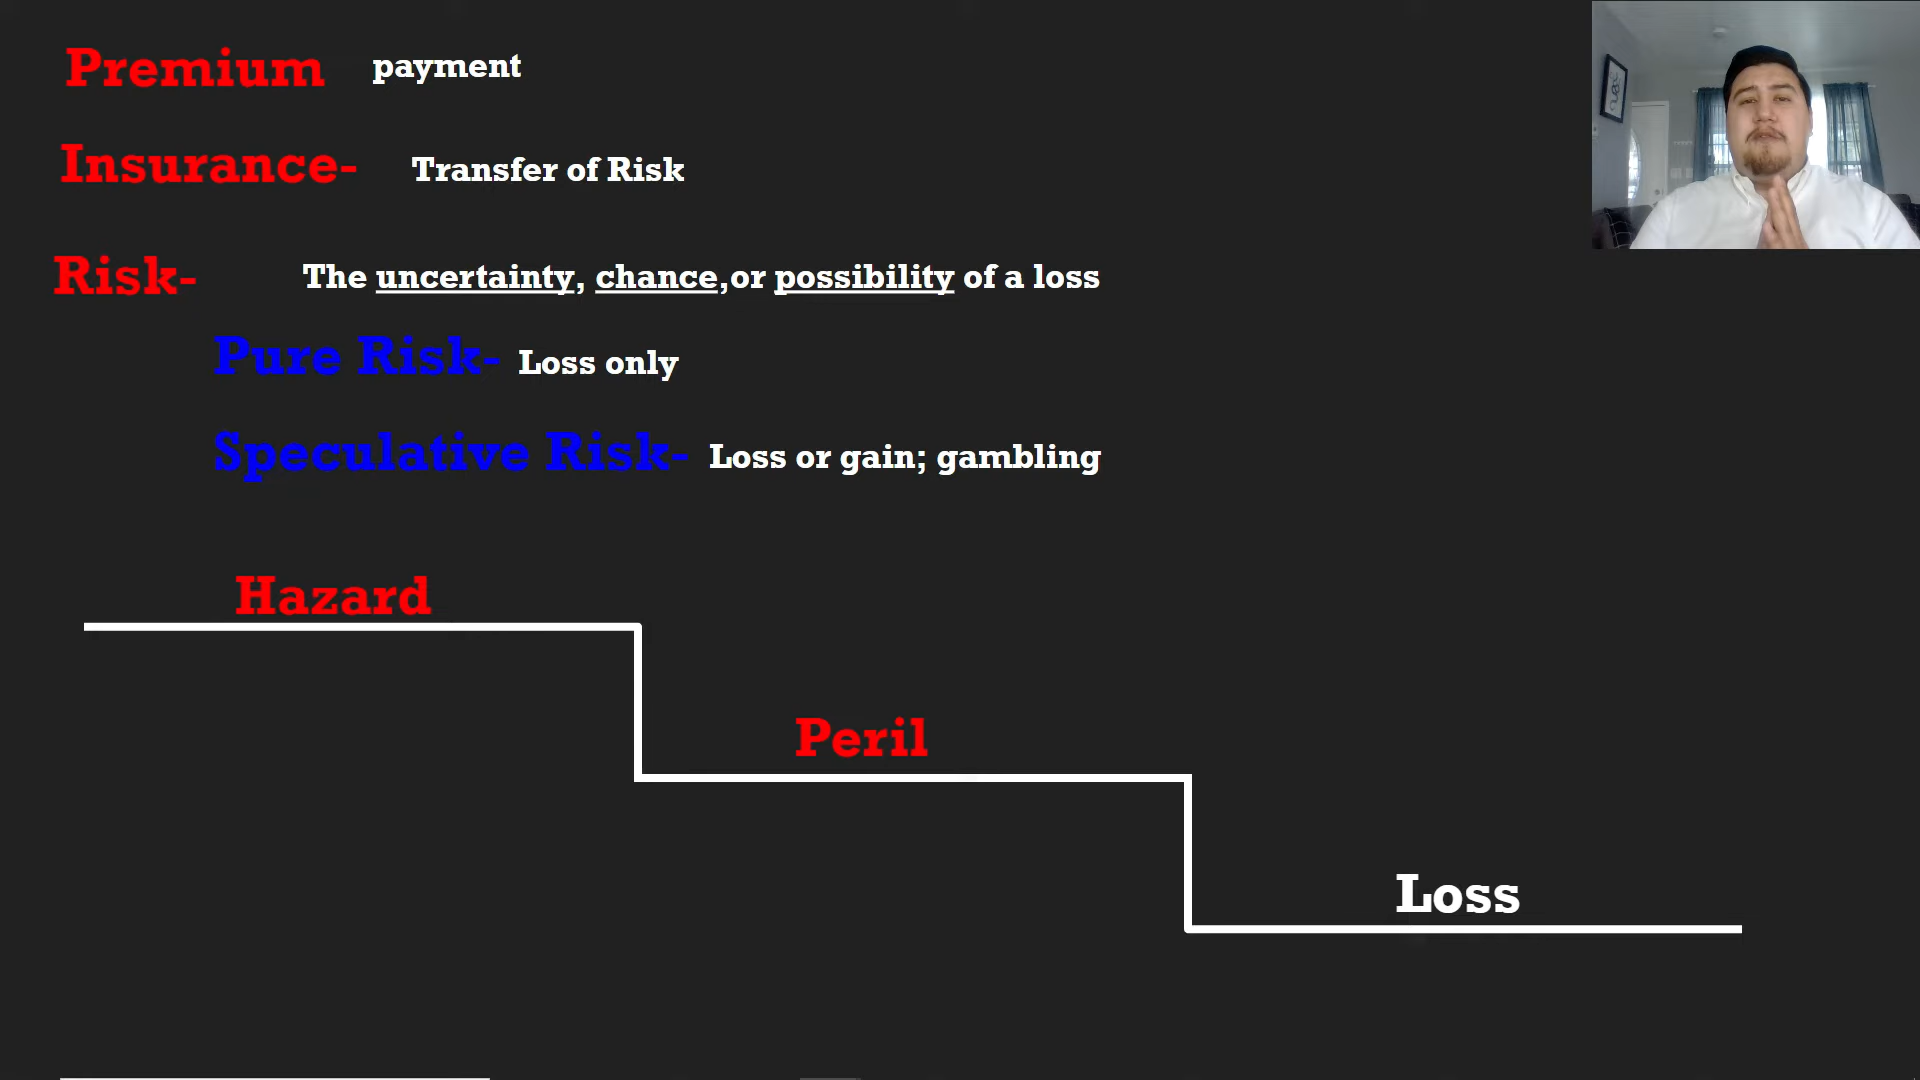 Premium payment
Insurance- Transfer of Risk
Risk- The uncertainty, chance,or possibility of a loss
Pure Risk- Loss only
Speculative Risk- Loss or gain; gambling
Hazard
Peril
Loss